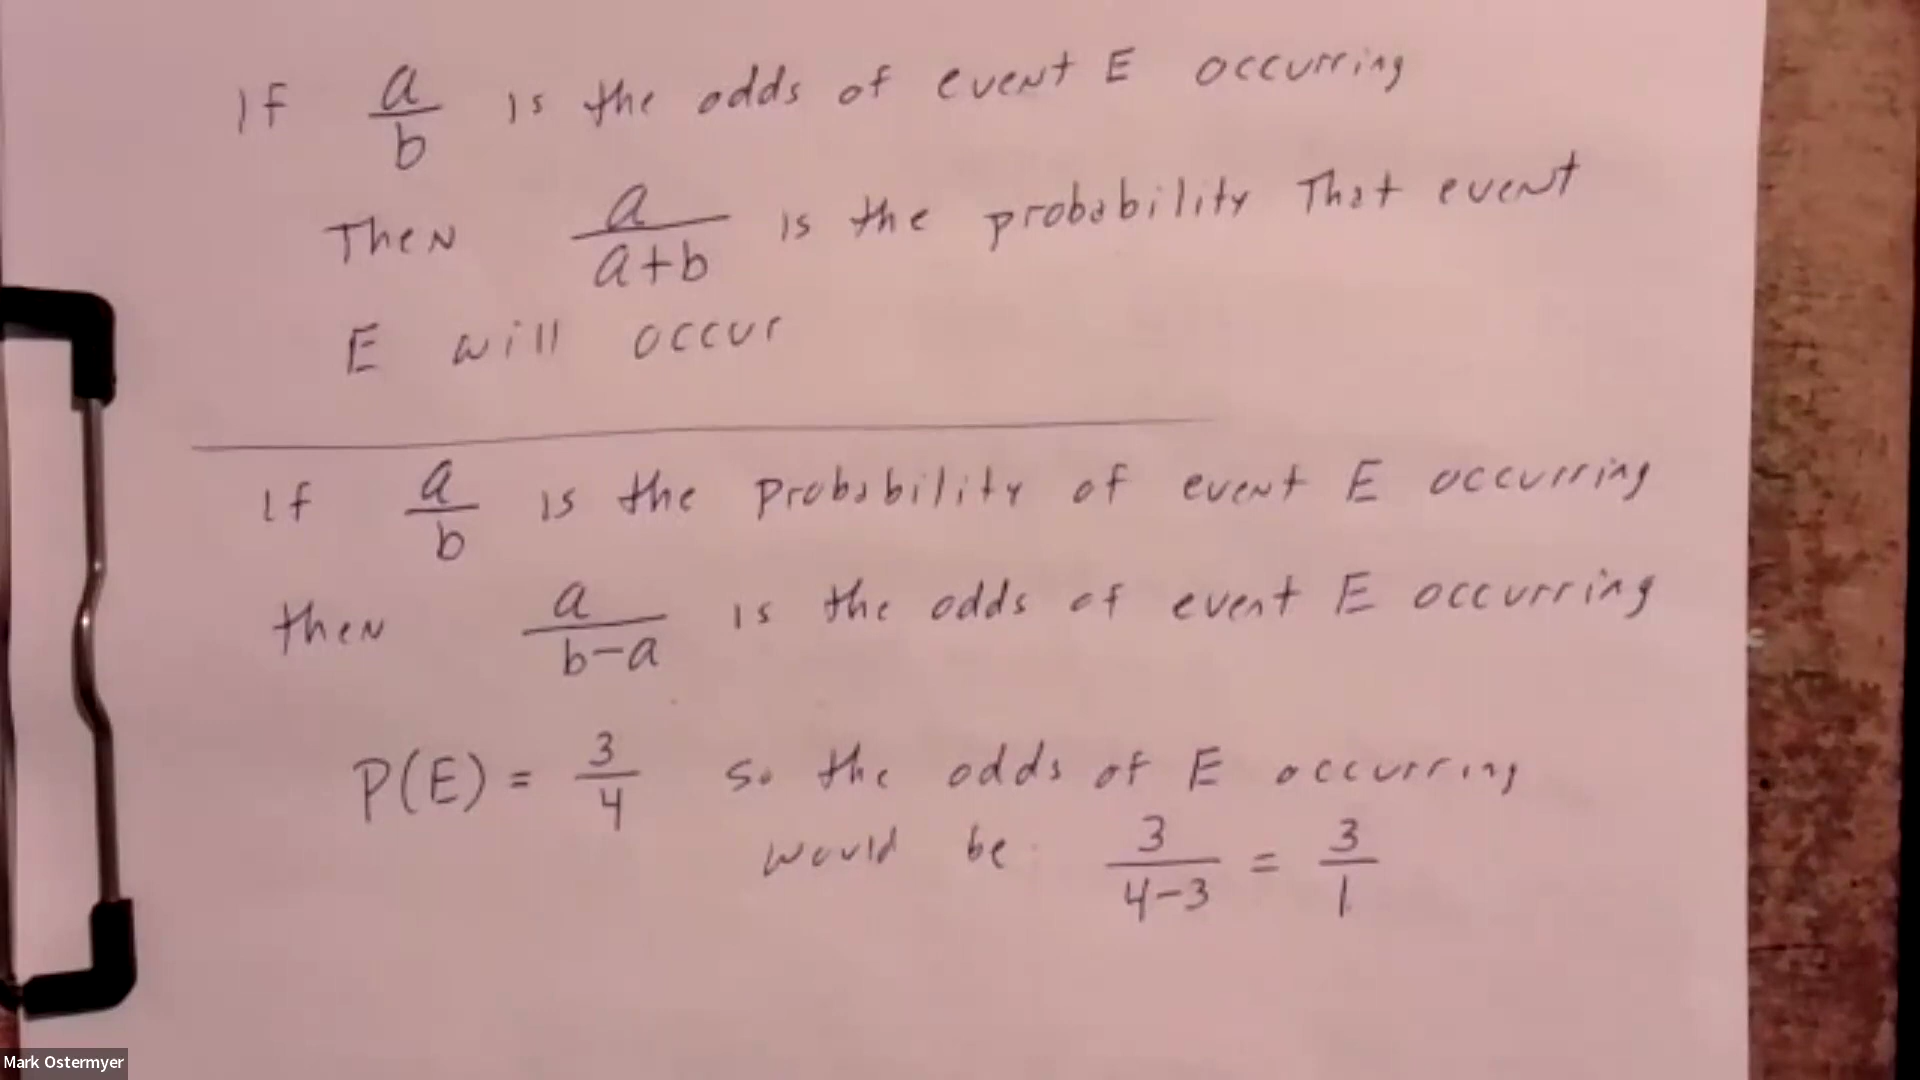 If a/b is the odds of event E occurring
Then a/a+b is the probability That event
E will occur
If a/b is the Probability of event E occurring
then a/b-a is the odds of event E occurring
P(E) = 3/4 So the odds of E occurring
would be 3/4-3 = 3/1
Mark Ostermyer